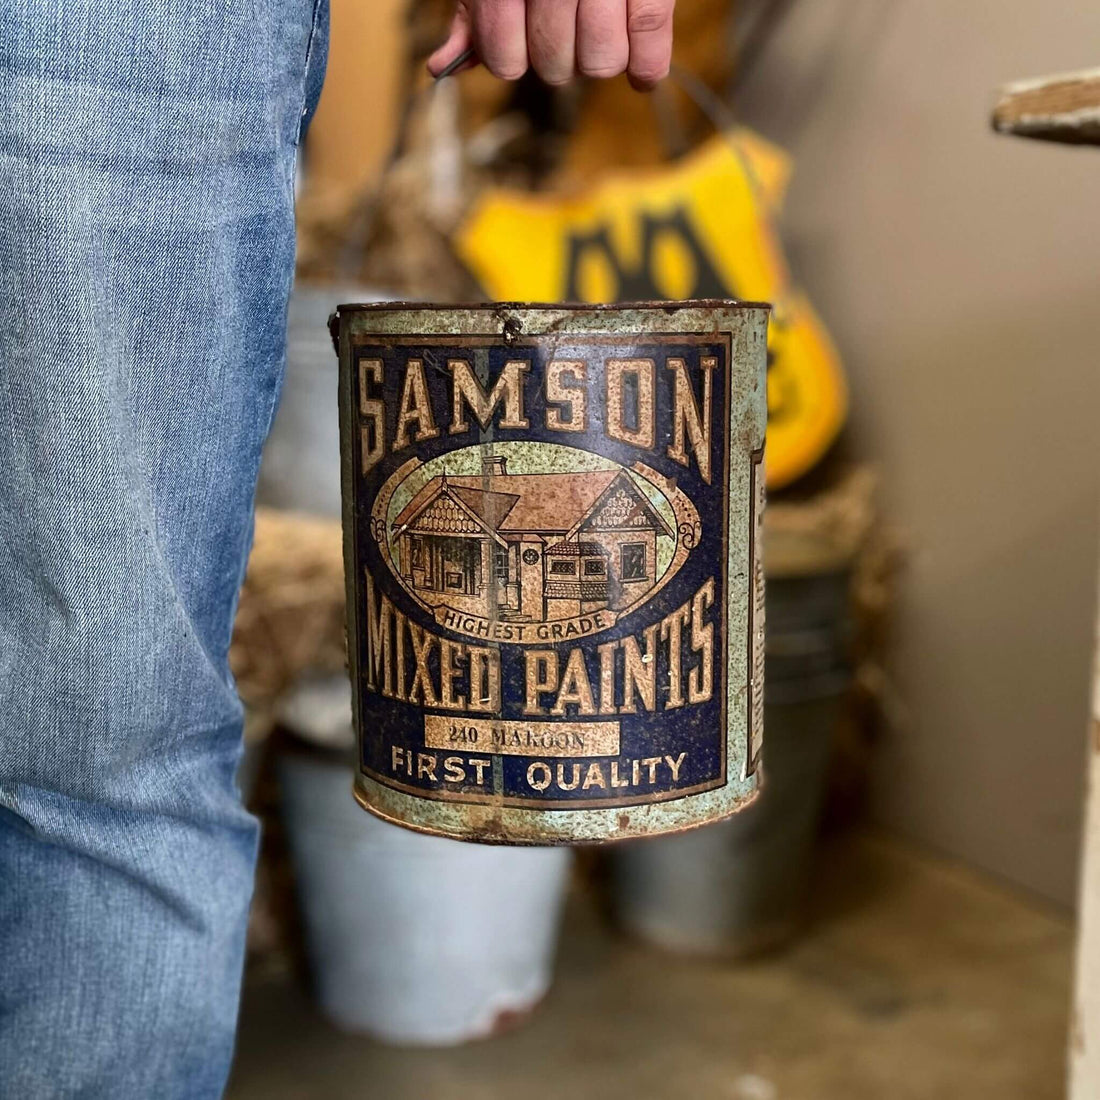 SAMSON
HIGHEST GRADE
MIXED PAINTS
240 MAROON
FIRST QUALITY